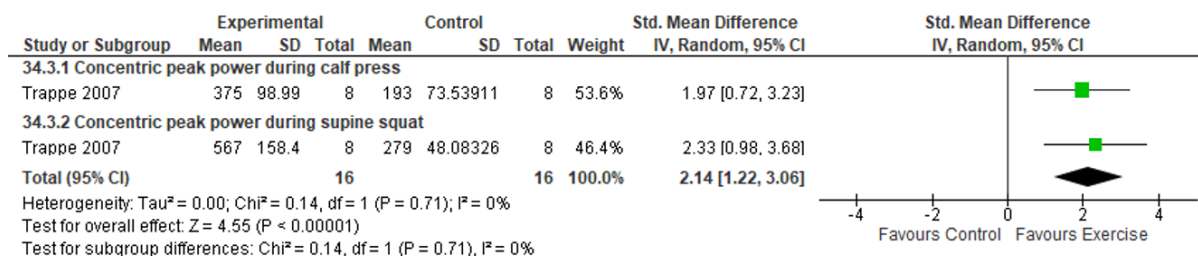 Experimental Control Std. Mean Difference Std. Mean Difference
Study or Subgroup Mean SD Total Mean SD Total Weight IV, Random, 95% CI IV, Random, 95% CI
34.3.1 Concentric peak power during calf press
Trappe 2007 375 98.99 8 193 73.53911 8 53.6% 1.97 [0.72, 3.23]
34.3.2 Concentric peak power during supine squat
Trappe 2007 567 158.4 8 279 48.08326 8 46.4% 2.33 [0.98, 3.68]
Total (95% CI) 16 16 100.0% 2.14 [1.22, 3.06]
Heterogeneity: Tau² = 0.00; Chi² = 0.14, df = 1 (P = 0.71); I² = 0%
Test for overall effect: Z = 4.55 (P < 0.00001)
Test for subgroup differences: Chi² = 0.14, df = 1 (P = 0.71), I² = 0%
-4 -2 0 2 4
Favours Control Favours Exercise